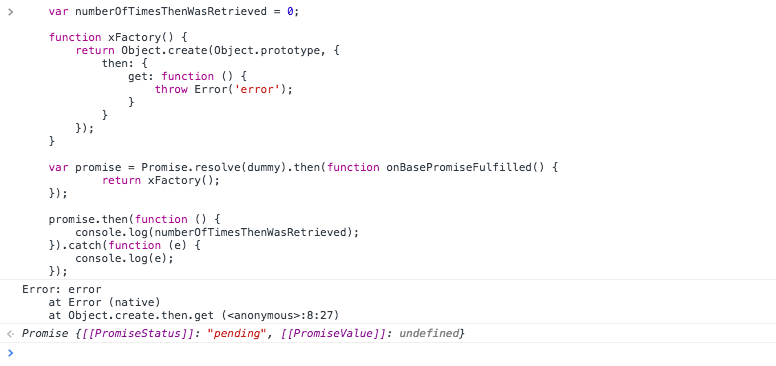 var numberOfTimesThenWasRetrieved = 0;
function xFactory() {
return Object.create(Object.prototype, {
then: {
get: function () {
throw Error('error');
}
}
});
}
var promise = Promise.resolve(dummy).then(function onBasePromiseFulfilled() {
return xFactory();
});
promise.then(function () {
console.log(numberOfTimesThenWasRetrieved);
}).catch(function (e) {
console.log(e);
});
Error: error
at Error (native)
at Object.create.then.get (<anonymous>:8:27)
Promise {[[PromiseStatus]]: "pending", [[PromiseValue]]: undefined}